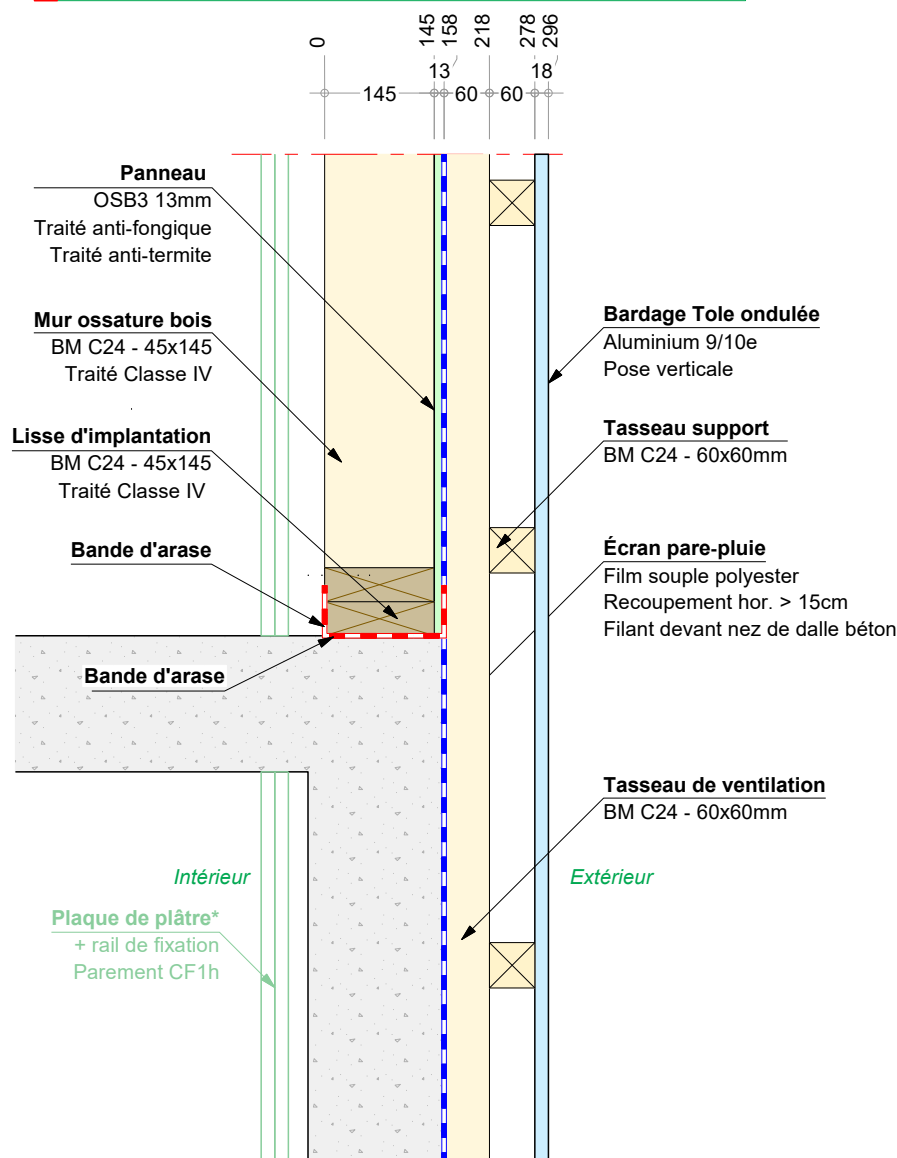 0
145
158
218
278
296
13
18
145
60
60
Panneau
OSB3 13mm
Traité anti-fongique
Traité anti-termite
Mur ossature bois
BM C24 - 45x145
Traité Classe IV
Lisse d'implantation
BM C24 - 45x145
Traité Classe IV
Bande d'arase
Bande d'arase
Bardage Tole ondulée
Aluminium 9/10e
Pose verticale
Tasseau support
BM C24 - 60x60mm
Écran pare-pluie
Film souple polyester
Recoupement hor. > 15cm
Filant devant nez de dalle béton
Tasseau de ventilation
BM C24 - 60x60mm
Intérieur
Extérieur
Plaque de plâtre*
+ rail de fixation
Parement CF1h